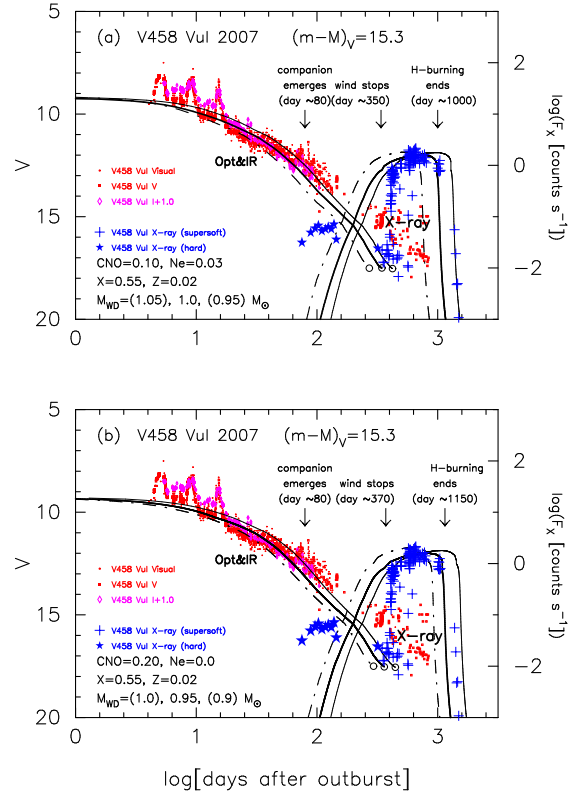 (a) V458 Vul 2007 (m−M)V=15.3
companion emerges (day ~80)
wind stops (day ~350)
H-burning ends (day ~1000)
Opt&IR
X-ray
V458 Vul Visual
V458 Vul V
V458 Vul I+1.0
V458 Vul X-ray (supersoft)
V458 Vul X-ray (hard)
CNO=0.10, Ne=0.03
X=0.55, Z=0.02
MWD=(1.05), 1.0, (0.95) M⊙
5
10
15
20
V
2
0
−2
log(FX [counts s−1])
0 1 2 3
(b) V458 Vul 2007 (m−M)V=15.3
companion emerges (day ~80)
wind stops (day ~370)
H-burning ends (day ~1150)
Opt&IR
X-ray
V458 Vul Visual
V458 Vul V
V458 Vul I+1.0
V458 Vul X-ray (supersoft)
V458 Vul X-ray (hard)
CNO=0.20, Ne=0.0
X=0.55, Z=0.02
MWD=(1.0), 0.95, (0.9) M⊙
5
10
15
20
V
2
0
−2
log(FX [counts s−1])
0 1 2 3
log[days after outburst]